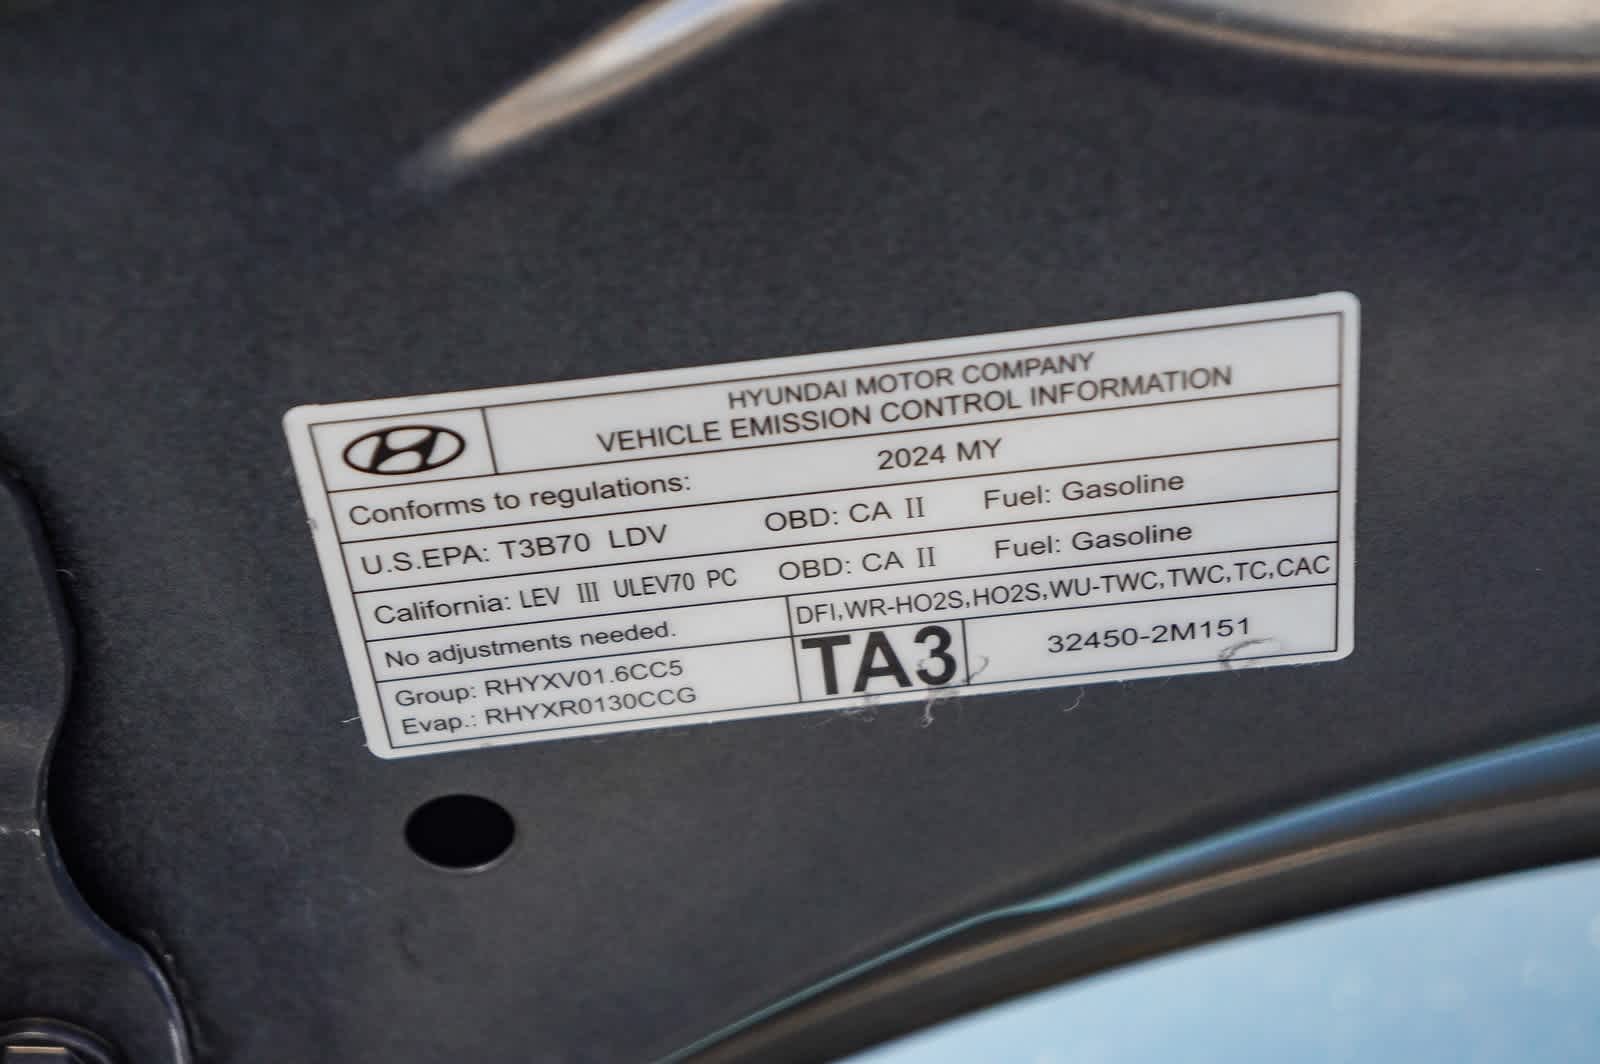 HYUNDAI MOTOR COMPANY
VEHICLE EMISSION CONTROL INFORMATION
Conforms to regulations: 2024 MY
U.S.EPA: T3B70 LDV OBD: CA II Fuel: Gasoline
California: LEV III ULEV70 PC OBD: CA II Fuel: Gasoline
No adjustments needed. DFI,WR-HO2S,HO2S,WU-TWC,TWC,TC,CAC
Group: RHYXV01.6CC5
Evap.: RHYXR0130CCG
TA3
32450-2M151